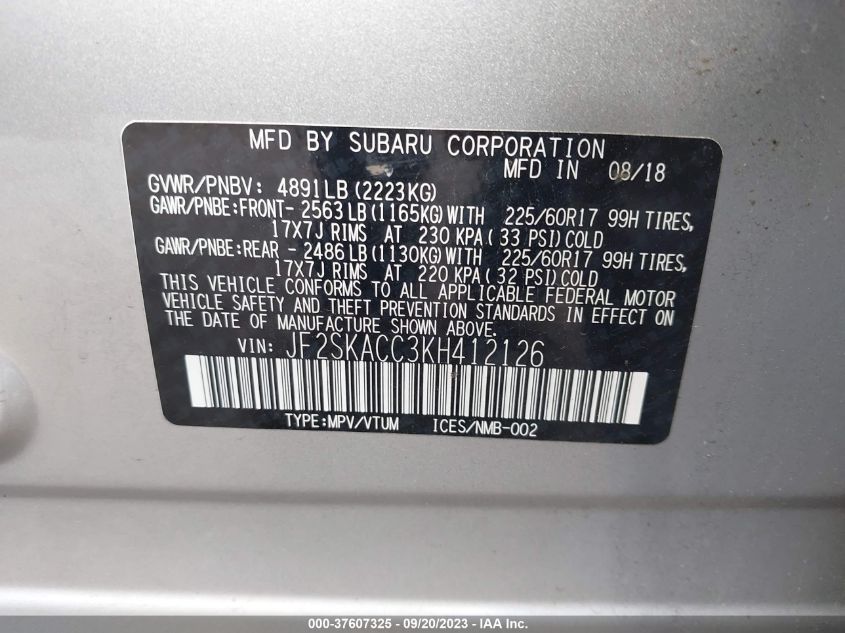 MFD BY SUBARU CORPORATION
MFD IN 08/18
GVWR/PNBV: 4891LB(2223KG)
GAWR/PNBE:FRONT- 2563LB(1165KG)WITH 225/60R17 99H TIRES,
17X7J RIMS AT 230 KPA( 33 PSI)COLD
GAWR/PNBE:REAR - 2486LB(1130KG)WITH 225/60R17 99H TIRES,
17X7J RIMS AT 220 KPA( 32 PSI)COLD
THIS VEHICLE CONFORMS TO ALL APPLICABLE FEDERAL MOTOR
VEHICLE SAFETY AND THEFT PREVENTION STANDARDS IN EFFECT ON
THE DATE OF MANUFACTURE SHOWN ABOVE.
VIN: JF2SKACC3KH412126
TYPE:MPV/VTUM ICES/NMB-002
000-37607325 - 09/20/2023 - IAA Inc.